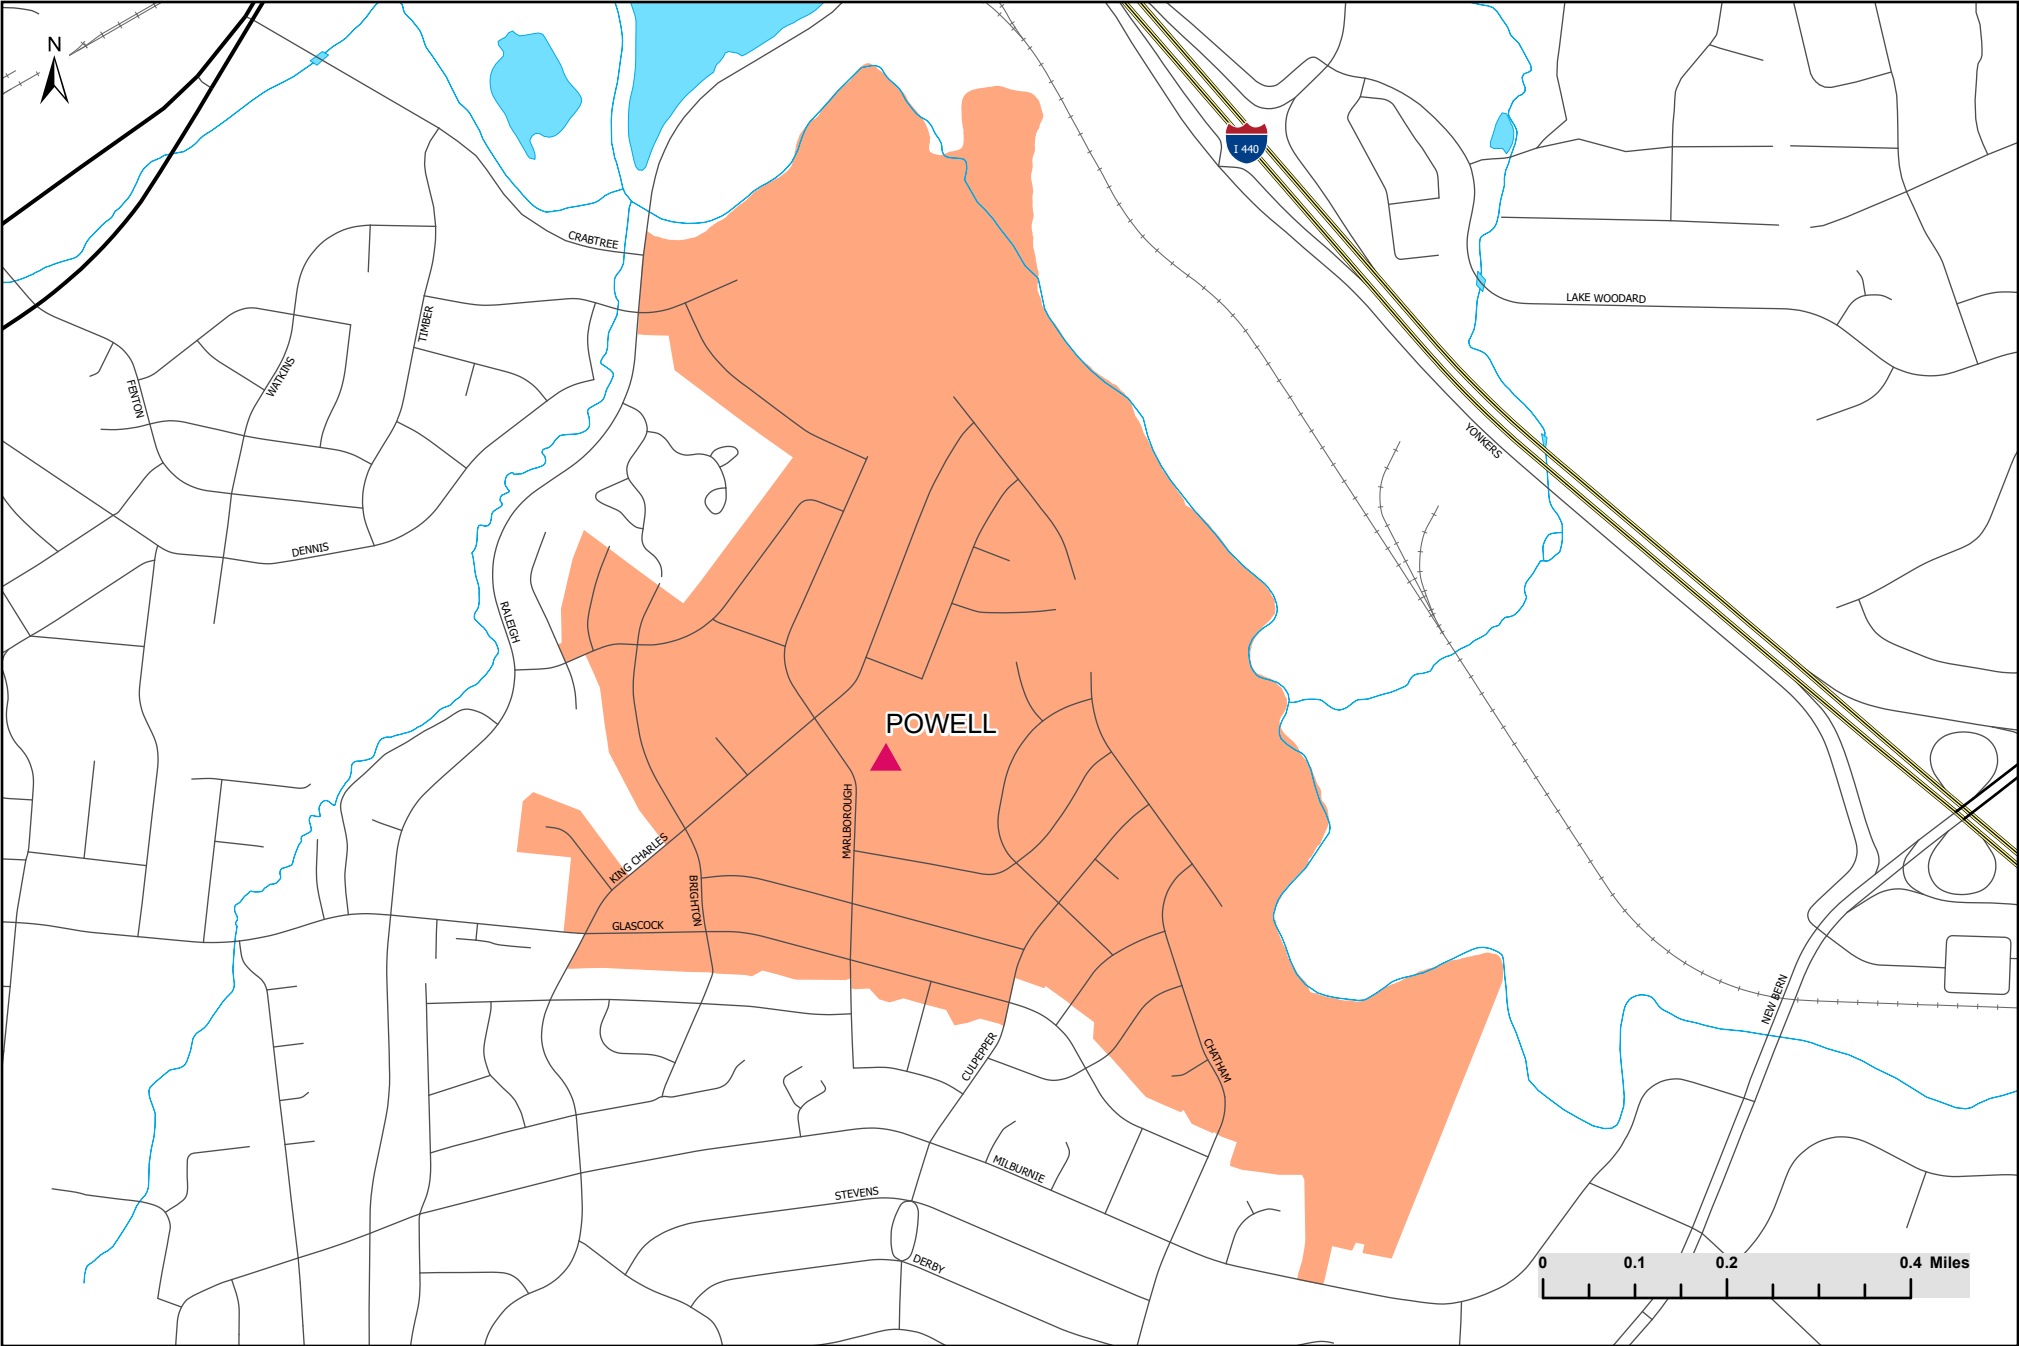 N
I 440
CRABTREE
TIMBER
LAKE WOODARD
WATKINS
FENTON
YONKERS
DENNIS
RALEIGH
POWELL
MARLBOROUGH
KING CHARLES
BRIGHTON
GLASCOCK
NEW BERN
CULPEPPER
CHATHAM
MILBURNIE
STEVENS
DERBY
0 0.1 0.2 0.4 Miles